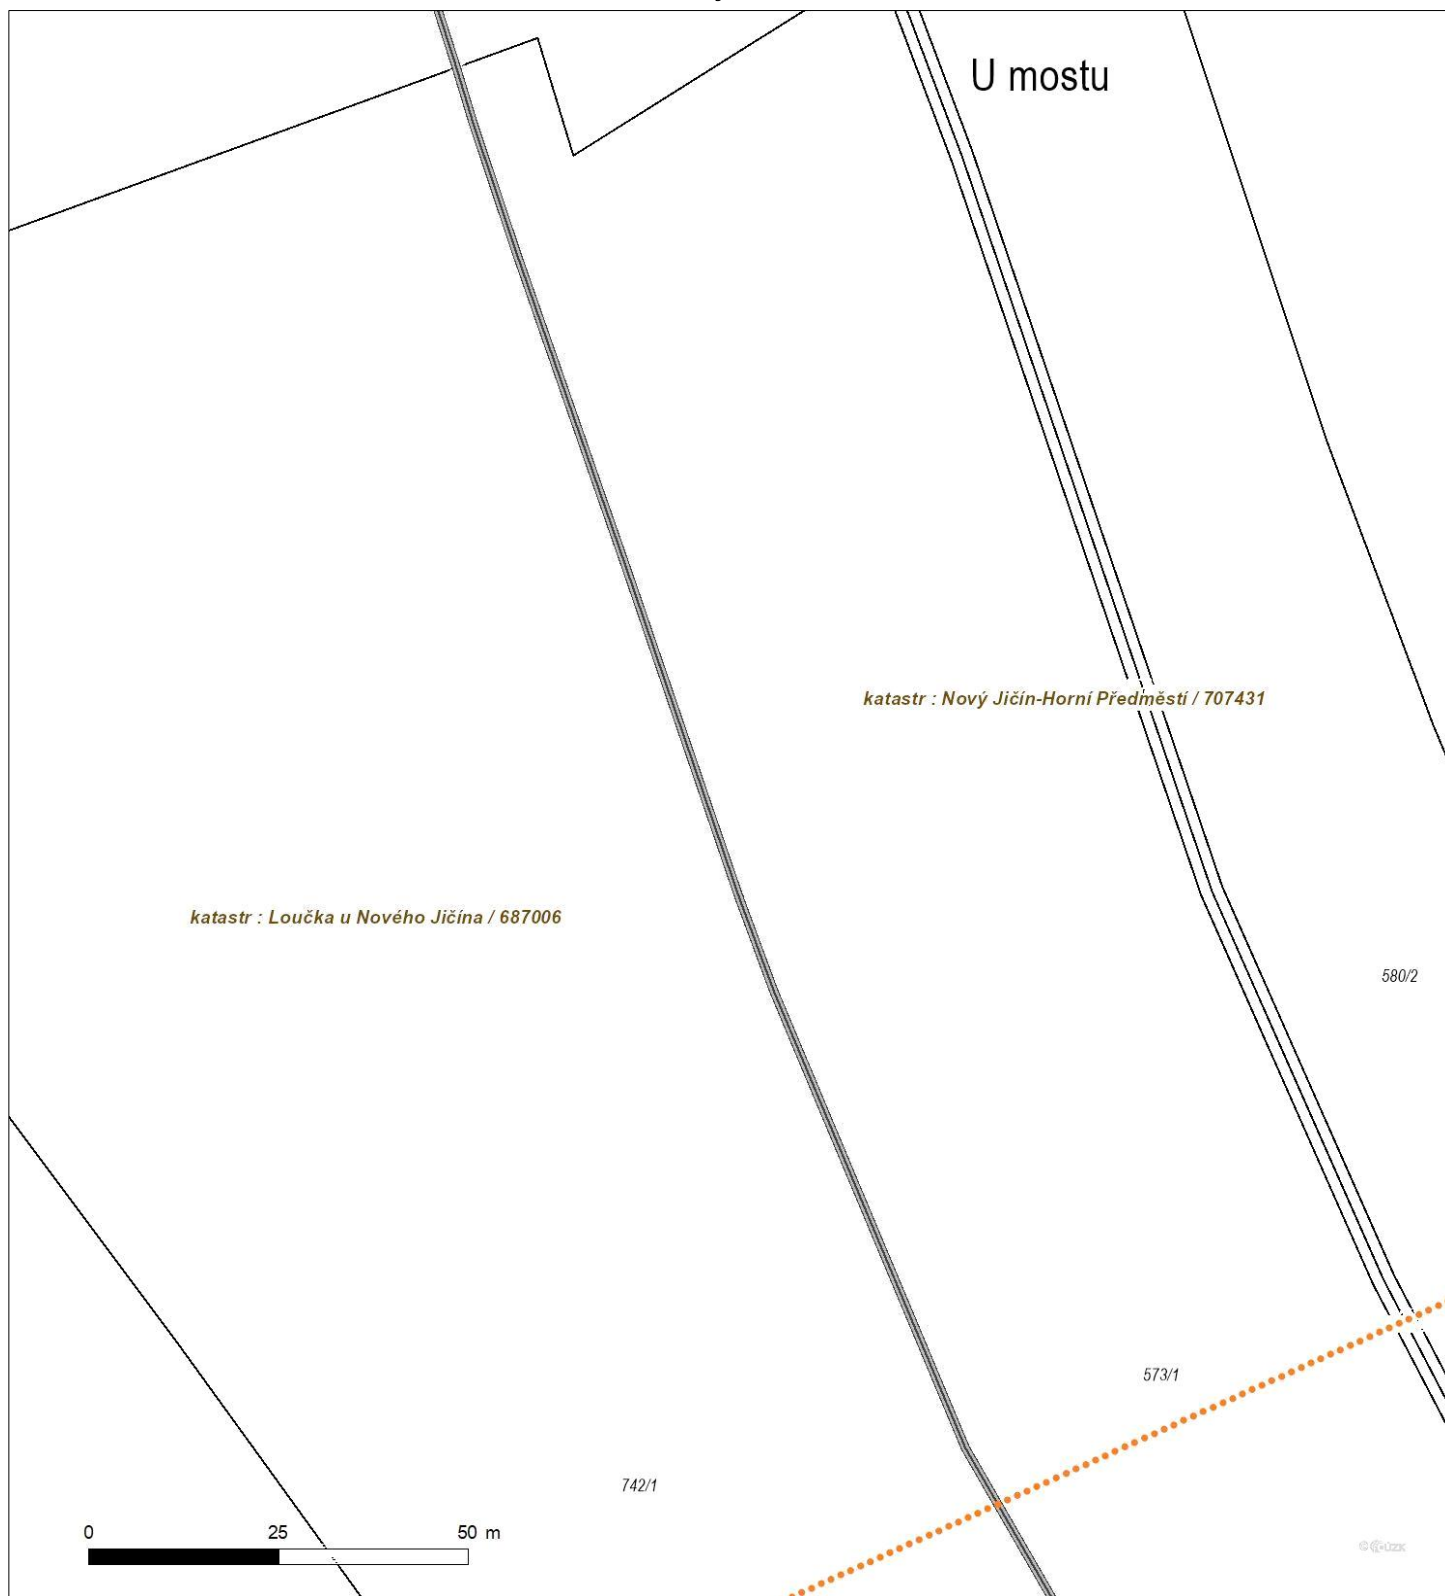 U mostu
katastr : Nový Jičín-Horní Předměstí / 707431
katastr : Loučka u Nového Jičína / 687006
580/2
573/1
742/1
0 25 50 m
© ČÚZK